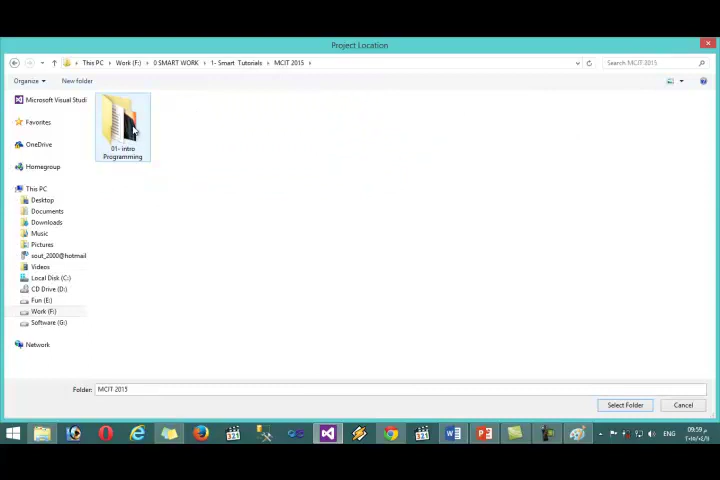 Project Location
This PC
Work (F:)
0 SMART WORK
1- Smart Tutorials
MCIT 2015
Search MCIT 2015
Organize
New folder
Microsoft Visual Studi
Favorites
OneDrive
Homegroup
This PC
Desktop
Documents
Downloads
Music
Pictures
sout_2000@hotmail
Videos
Local Disk (C:)
CD Drive (D:)
Fun (E:)
Work (F:)
Software (G:)
Network
01- intro
Programming
Folder:
MCIT 2015
Select Folder
Cancel
ENG
09:59 م